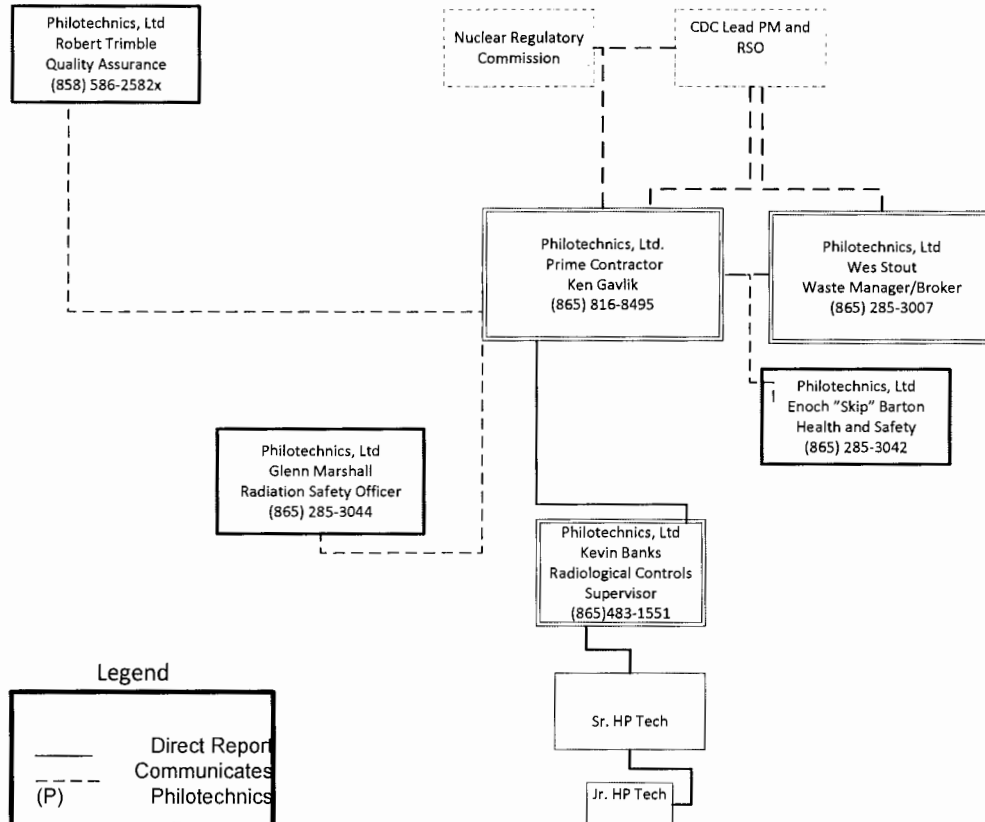 Philotechnics, Ltd
Robert Trimble
Quality Assurance
(858) 586-2582x
Nuclear Regulatory
Commission
CDC Lead PM and
RSO
Philotechnics, Ltd.
Prime Contractor
Ken Gavlik
(865) 816-8495
Philotechnics, Ltd
Wes Stout
Waste Manager/Broker
(865) 285-3007
Philotechnics, Ltd
Enoch "Skip" Barton
Health and Safety
(865) 285-3042
Philotechnics, Ltd
Glenn Marshall
Radiation Safety Officer
(865) 285-3044
Philotechnics, Ltd
Kevin Banks
Radiological Controls
Supervisor
(865)483-1551
Sr. HP Tech
Jr. HP Tech
Legend
Direct Report
Communicates
(P) Philotechnics